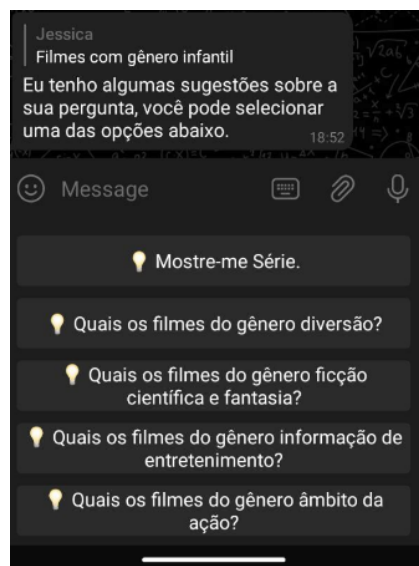 Jessica
Filmes com gênero infantil
Eu tenho algumas sugestões sobre a
sua pergunta, você pode selecionar
uma das opções abaixo.
18:52
Message
Mostre-me Série.
Quais os filmes do gênero diversão?
Quais os filmes do gênero ficção
científica e fantasia?
Quais os filmes do gênero informação de
entretenimento?
Quais os filmes do gênero âmbito da
ação?